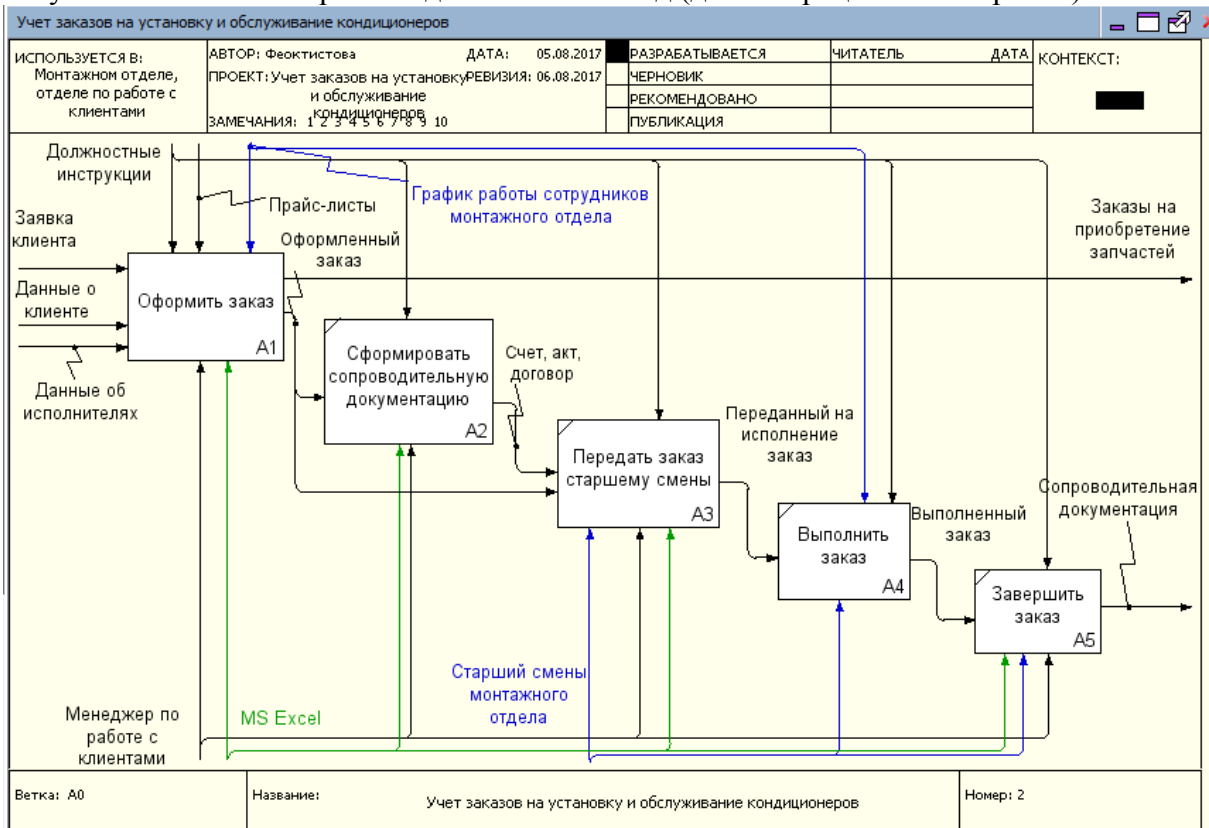 Учет заказов на установку и обслуживание кондиционеров
ИСПОЛЬЗУЕТСЯ В:
Монтажном отделе,
отделе по работе с
клиентами
АВТОР: Феоктистова
ДАТА: 05.08.2017
ПРОЕКТ: Учет заказов на установку
и обслуживание
кондиционеров
РЕВИЗИЯ: 06.08.2017
ЗАМЕЧАНИЯ: 1 2 3 4 5 6 7 8 9 10
РАЗРАБАТЫВАЕТСЯ
ЧЕРНОВИК
РЕКОМЕНДОВАНО
ПУБЛИКАЦИЯ
ЧИТАТЕЛЬ
ДАТА
КОНТЕКСТ:
Должностные
инструкции
Прайс-листы
График работы сотрудников
монтажного отдела
Заявка
клиента
Оформленный
заказ
Заказы на
приобретение
запчастей
Данные о
клиенте
Оформить заказ
A1
Данные об
исполнителях
Сформировать
сопроводительную
документацию
A2
Счет, акт,
договор
Передать заказ
старшему смены
A3
Переданный на
исполнение
заказ
Выполнить
заказ
A4
Выполненный
заказ
Сопроводительная
документация
Завершить
заказ
A5
Старший смены
монтажного
отдела
Менеджер по
работе с
клиентами
MS Excel
Ветка: A0
Название:
Учет заказов на установку и обслуживание кондиционеров
Номер: 2